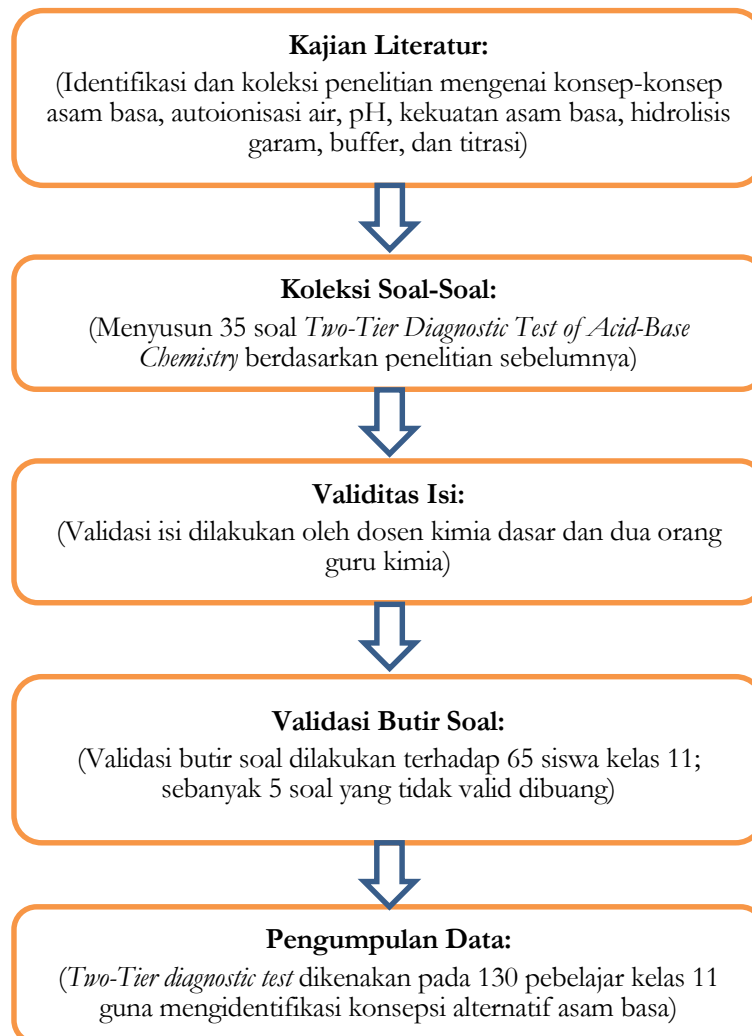 Kajian Literatur:
(Identifikasi dan koleksi penelitian mengenai konsep-konsep
asam basa, autoionisasi air, pH, kekuatan asam basa, hidrolisis
garam, buffer, dan titrasi)
Koleksi Soal-Soal:
(Menyusun 35 soal Two-Tier Diagnostic Test of Acid-Base
Chemistry berdasarkan penelitian sebelumnya)
Validitas Isi:
(Validasi isi dilakukan oleh dosen kimia dasar dan dua orang
guru kimia)
Validasi Butir Soal:
(Validasi butir soal dilakukan terhadap 65 siswa kelas 11;
sebanyak 5 soal yang tidak valid dibuang)
Pengumpulan Data:
(Two-Tier diagnostic test dikenakan pada 130 pebelajar kelas 11
guna mengidentifikasi konsepsi alternatif asam basa)